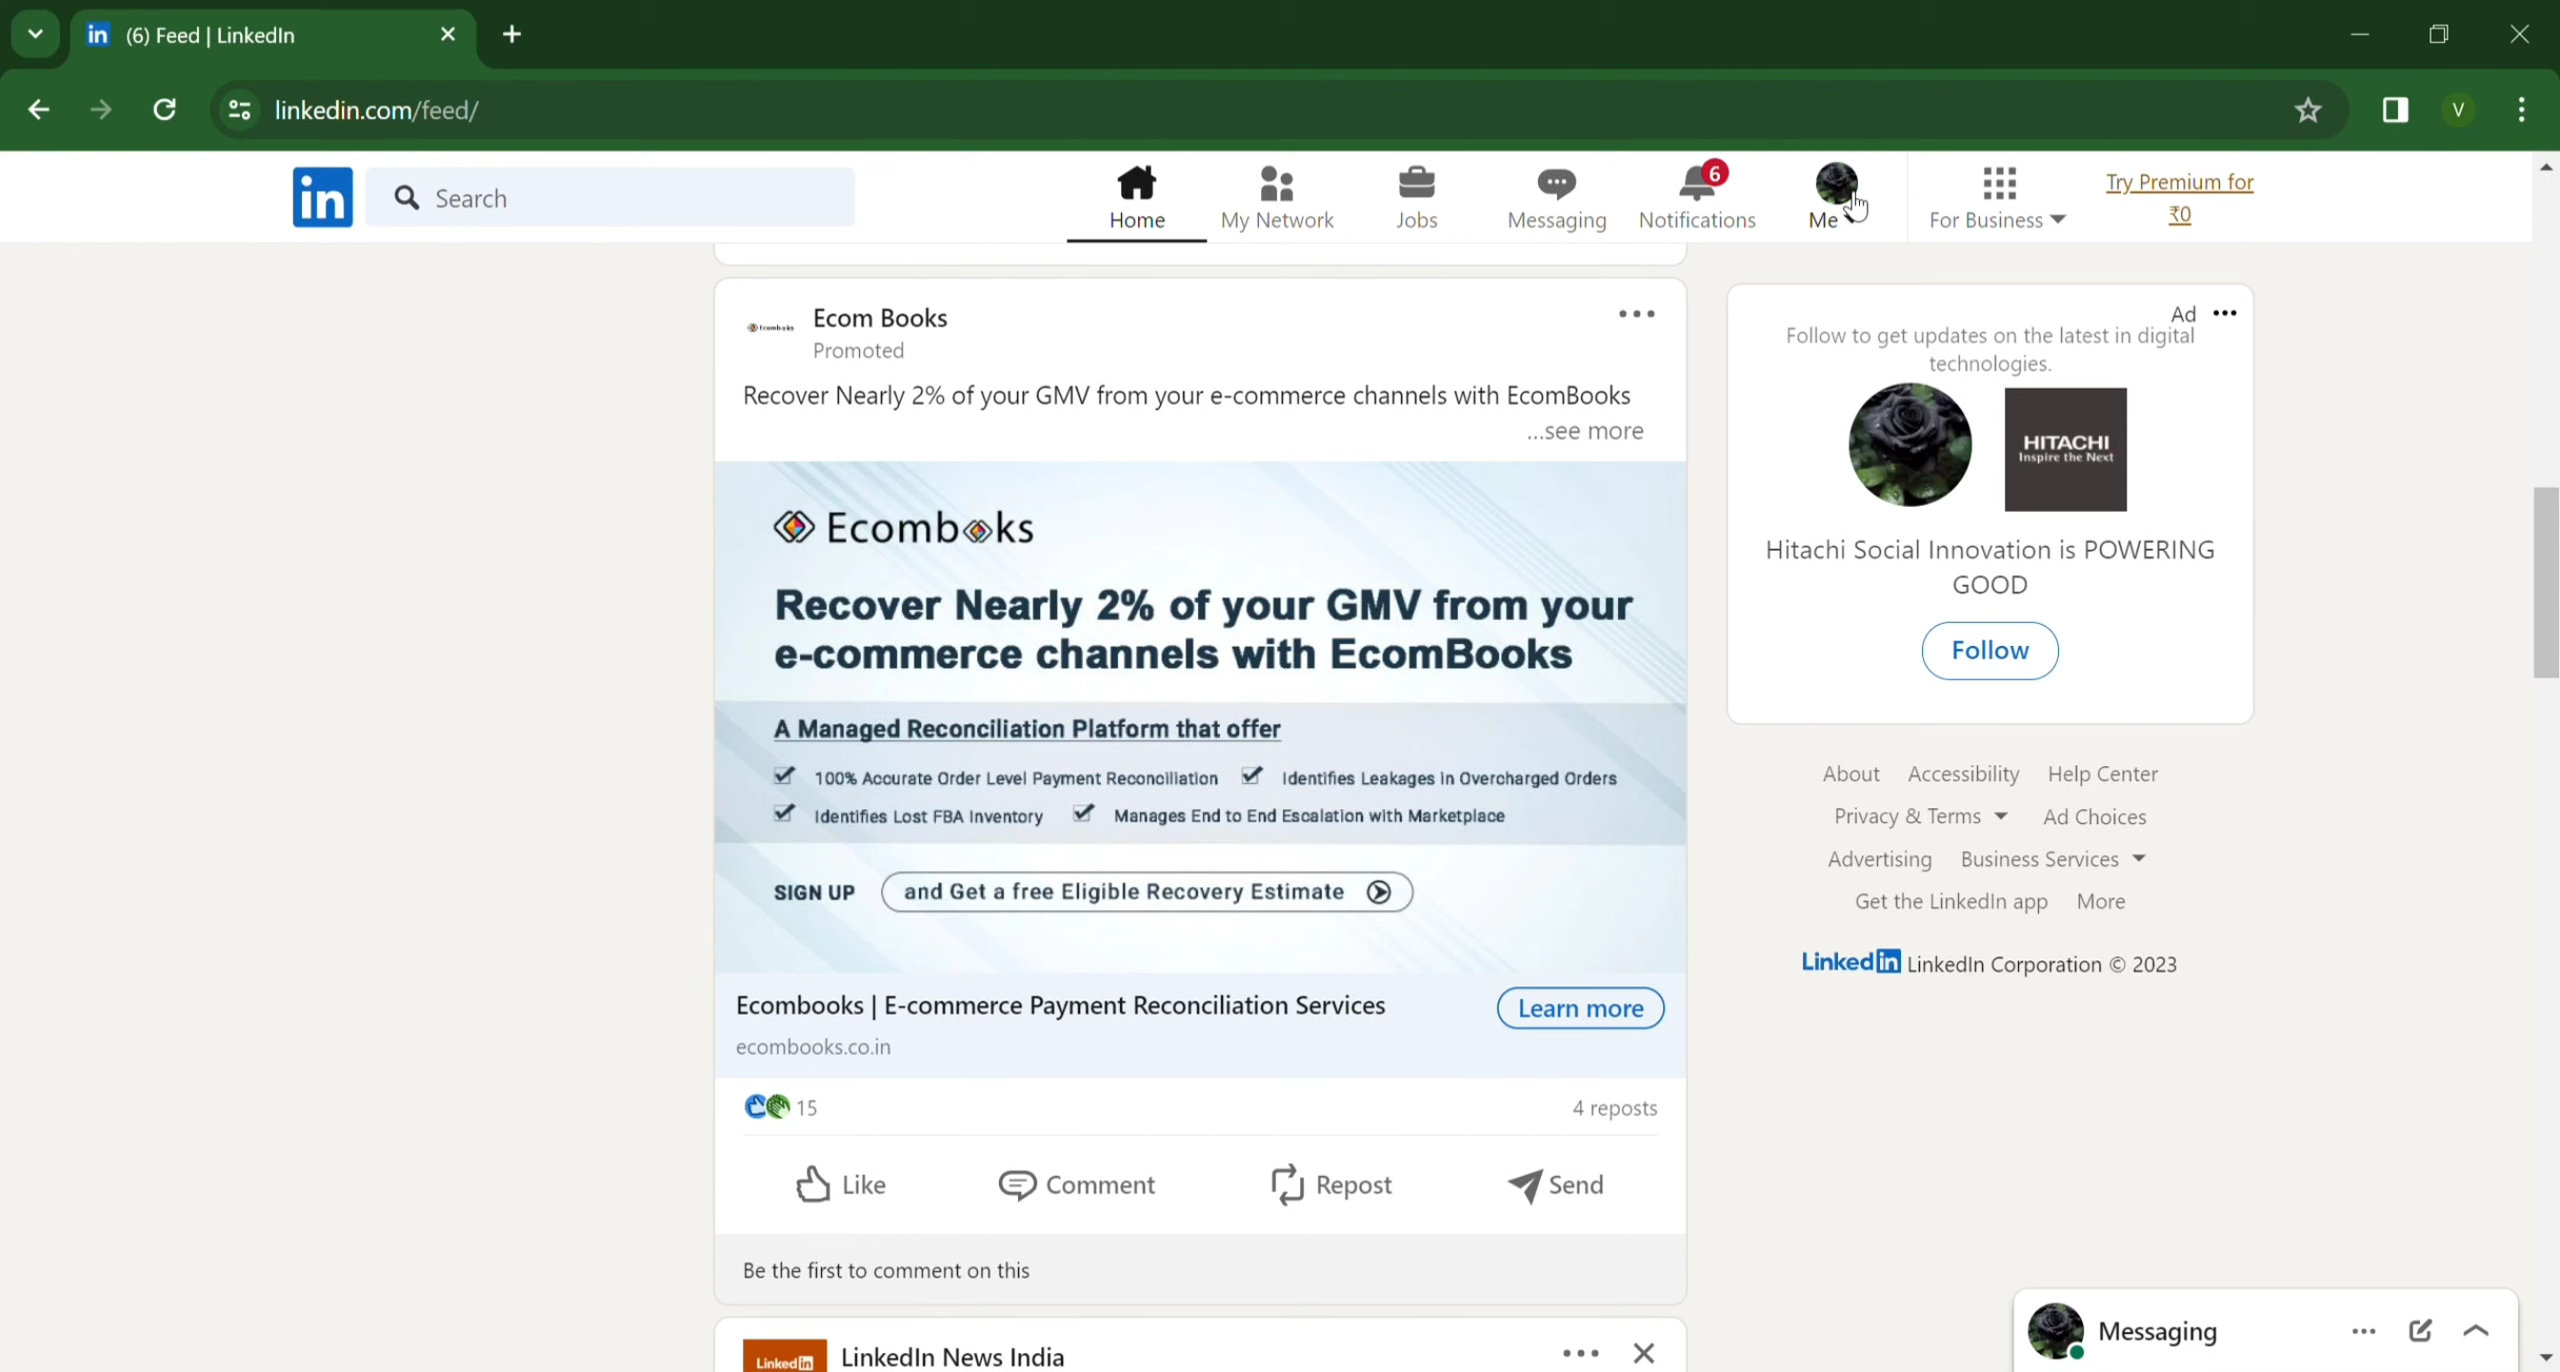 (6) Feed | LinkedIn
linkedin.com/feed/
V
in
Search
Home
My Network
Jobs
Messaging
6
Notifications
Me
For Business
Try Premium for
₹0
Ecom Books
Promoted
Recover Nearly 2% of your GMV from your e-commerce channels with EcomBooks
...see more
Ecombooks
Recover Nearly 2% of your GMV from your
e-commerce channels with EcomBooks
A Managed Reconciliation Platform that offer
100% Accurate Order Level Payment Reconciliation Identifies Leakages in Overcharged Orders
Identifies Lost FBA Inventory Manages End to End Escalation with Marketplace
SIGN UP and Get a free Eligible Recovery Estimate
Ecombooks | E-commerce Payment Reconciliation Services
Learn more
ecombooks.co.in
15
4 reposts
Like
Comment
Repost
Send
Be the first to comment on this
LinkedIn
LinkedIn News India
Ad
Follow to get updates on the latest in digital
technologies.
HITACHI
Inspire the Next
Hitachi Social Innovation is POWERING
GOOD
Follow
About Accessibility Help Center
Privacy & Terms Ad Choices
Advertising Business Services
Get the LinkedIn app More
LinkedIn LinkedIn Corporation © 2023
Messaging